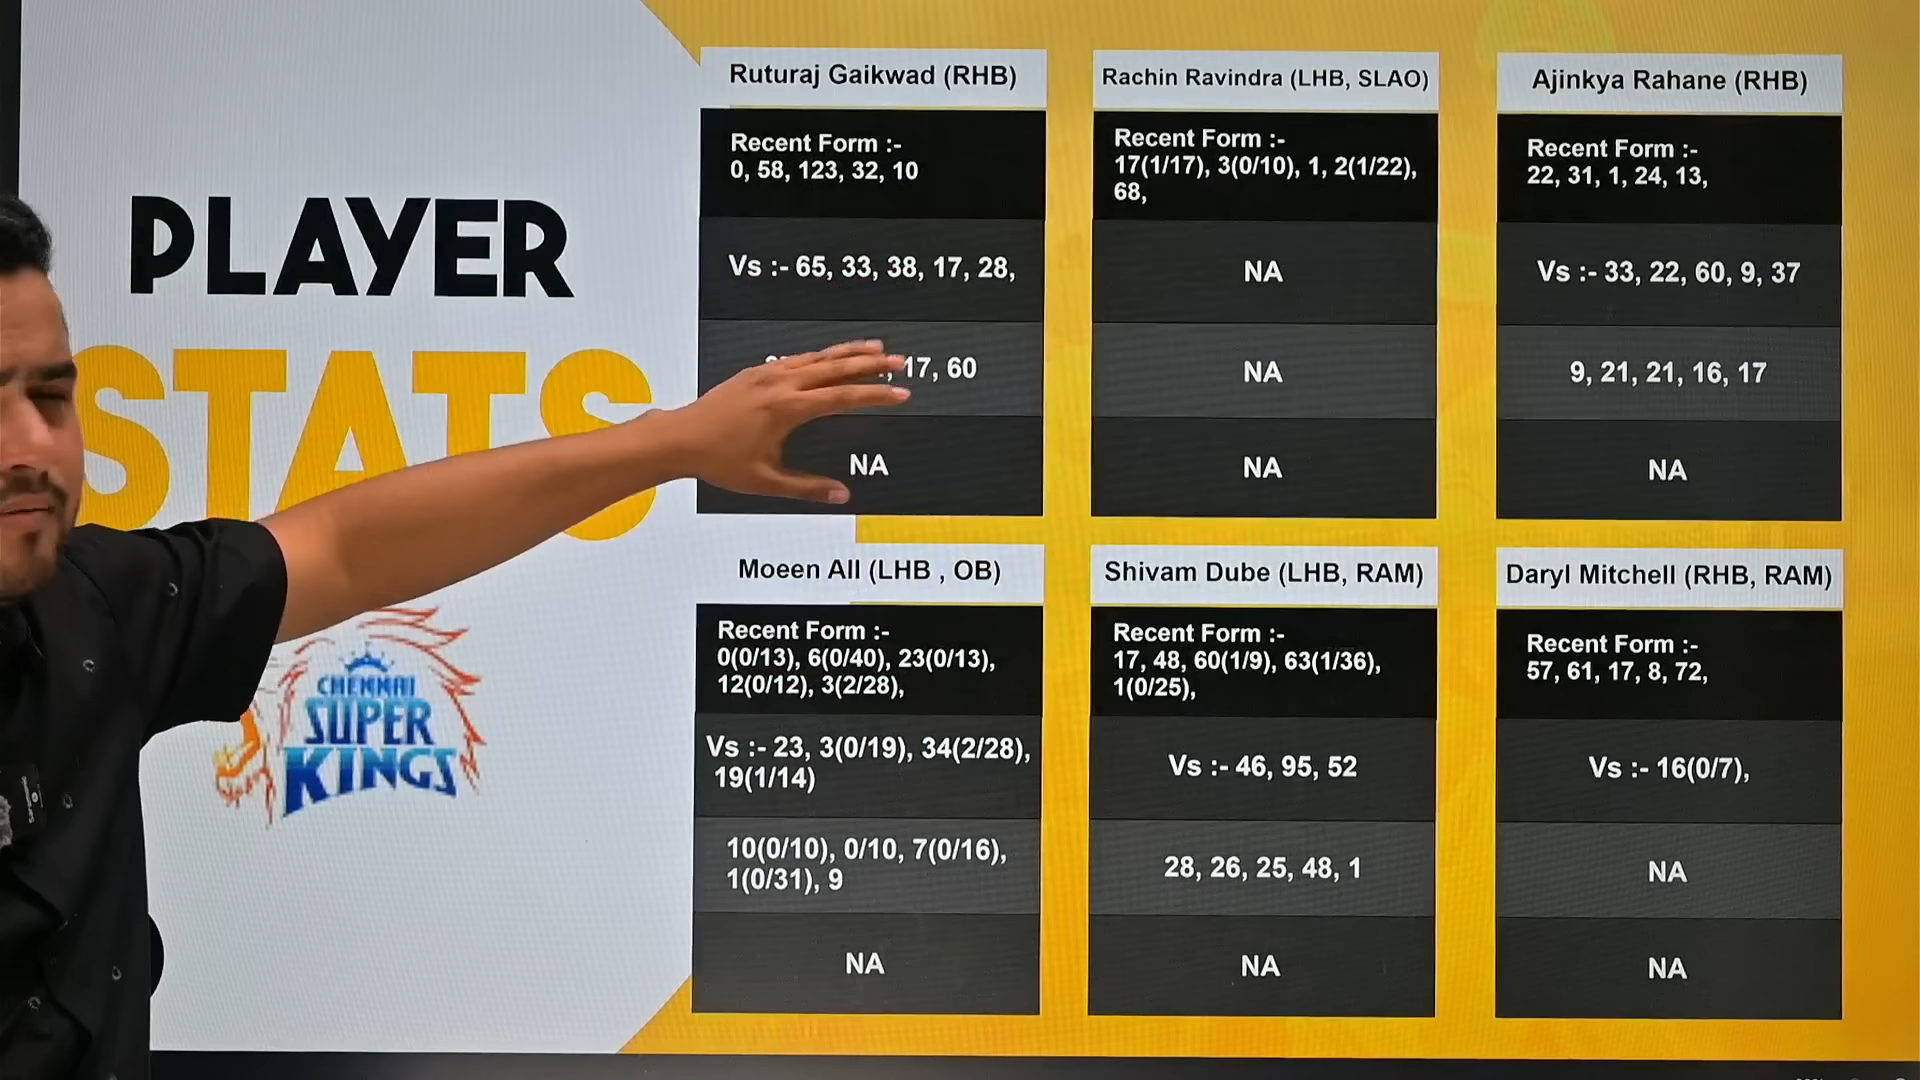 PLAYER
STATS
CHENNAI
SUPER
KINGS
Ruturaj Gaikwad (RHB)
Recent Form :-
0, 58, 123, 32, 10
Vs :- 65, 33, 38, 17, 28,
17, 60
NA
Rachin Ravindra (LHB, SLAO)
Recent Form :-
17(1/17), 3(0/10), 1, 2(1/22),
68,
NA
NA
NA
Ajinkya Rahane (RHB)
Recent Form :-
22, 31, 1, 24, 13,
Vs :- 33, 22, 60, 9, 37
9, 21, 21, 16, 17
NA
Moeen All (LHB , OB)
Recent Form :-
0(0/13), 6(0/40), 23(0/13),
12(0/12), 3(2/28),
Vs :- 23, 3(0/19), 34(2/28),
19(1/14)
10(0/10), 0/10, 7(0/16),
1(0/31), 9
NA
Shivam Dube (LHB, RAM)
Recent Form :-
17, 48, 60(1/9), 63(1/36),
1(0/25),
Vs :- 46, 95, 52
28, 26, 25, 48, 1
NA
Daryl Mitchell (RHB, RAM)
Recent Form :-
57, 61, 17, 8, 72,
Vs :- 16(0/7),
NA
NA